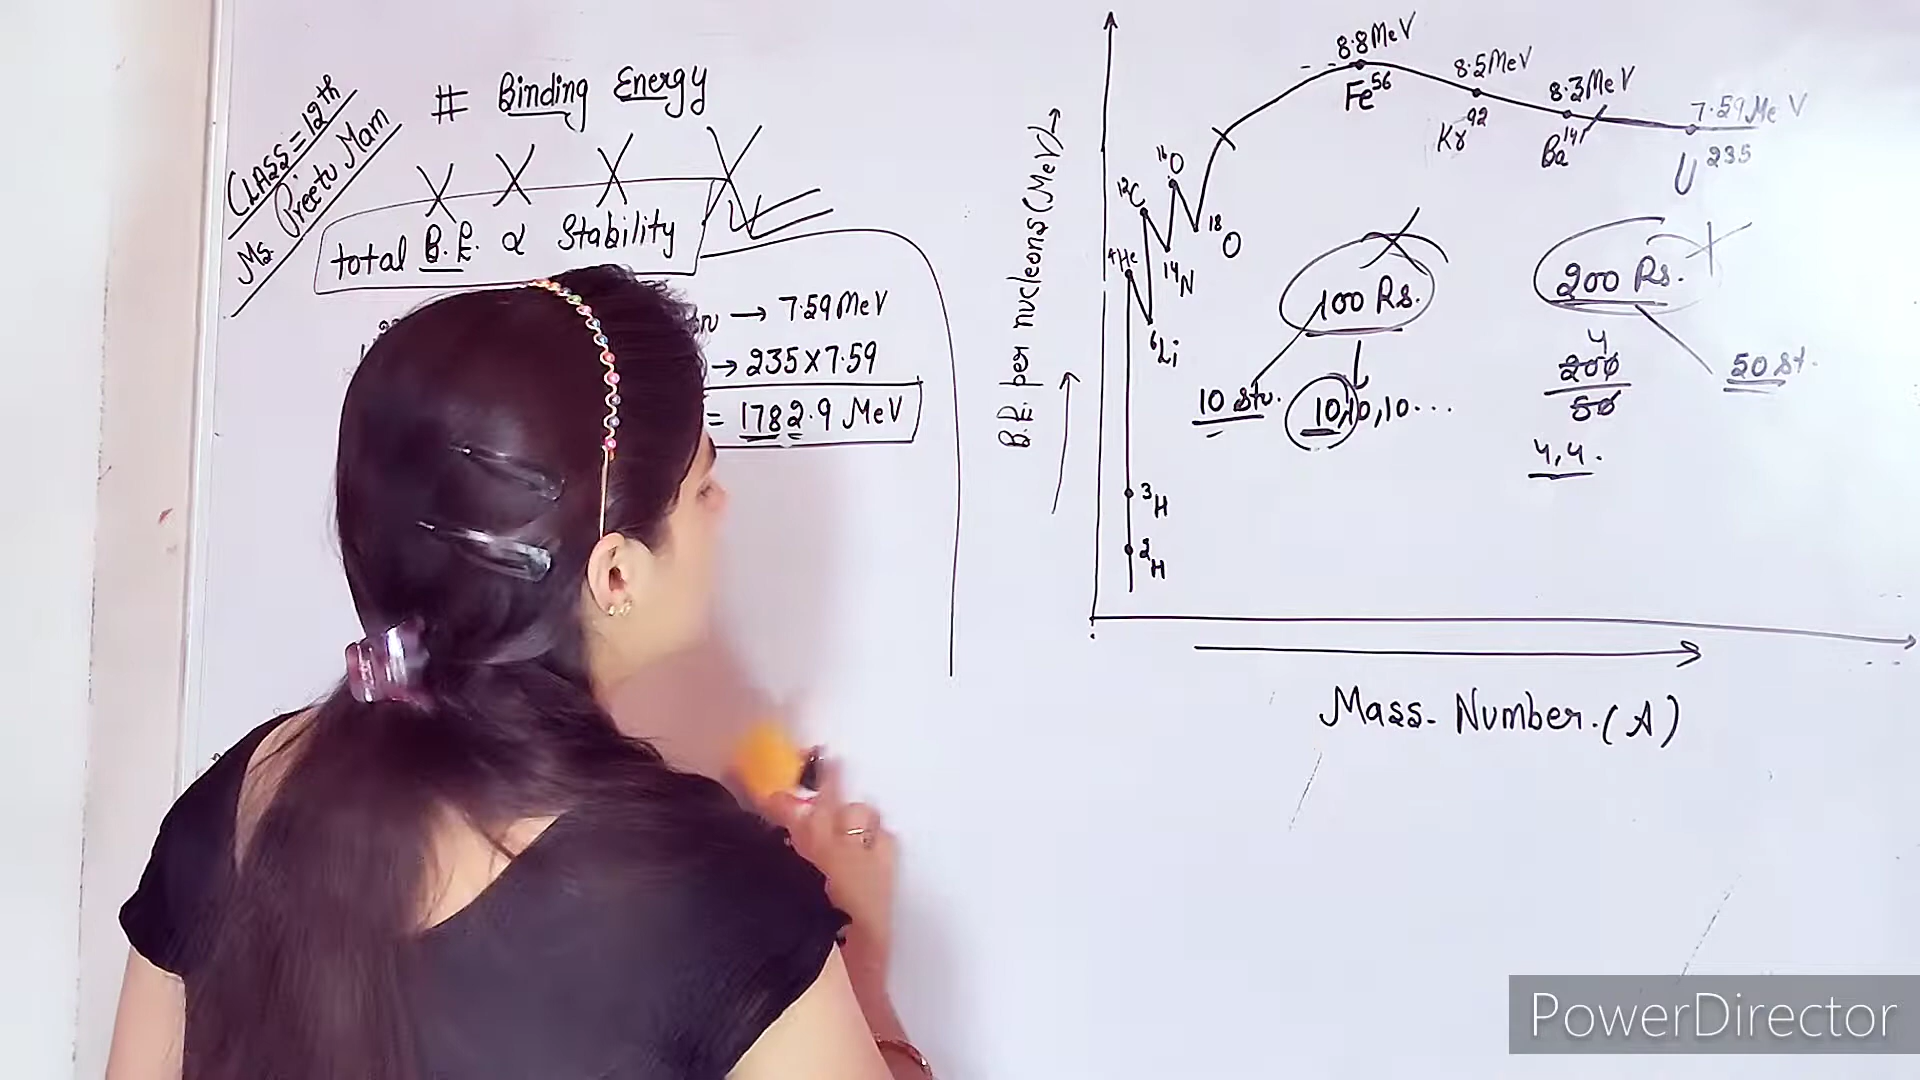 CLASS = 12th
Ms. Preetu Mam
# Binding Energy
total B.E. α Stability
→ 7.59 MeV
→ 235 X 7.59
= 1782.9 MeV
B.E. per nucleons (MeV) →
8.8 MeV
Fe56
8.5 MeV
Kr92
8.3 MeV
Ba141
7.59 MeV
U235
16O
12C
18O
4He
14N
6Li
3H
2H
100 Rs.
10 stu.
10,10,10...
200 Rs.
50 st.
4
200
50
4,4.
Mass. Number. (A)
PowerDirector